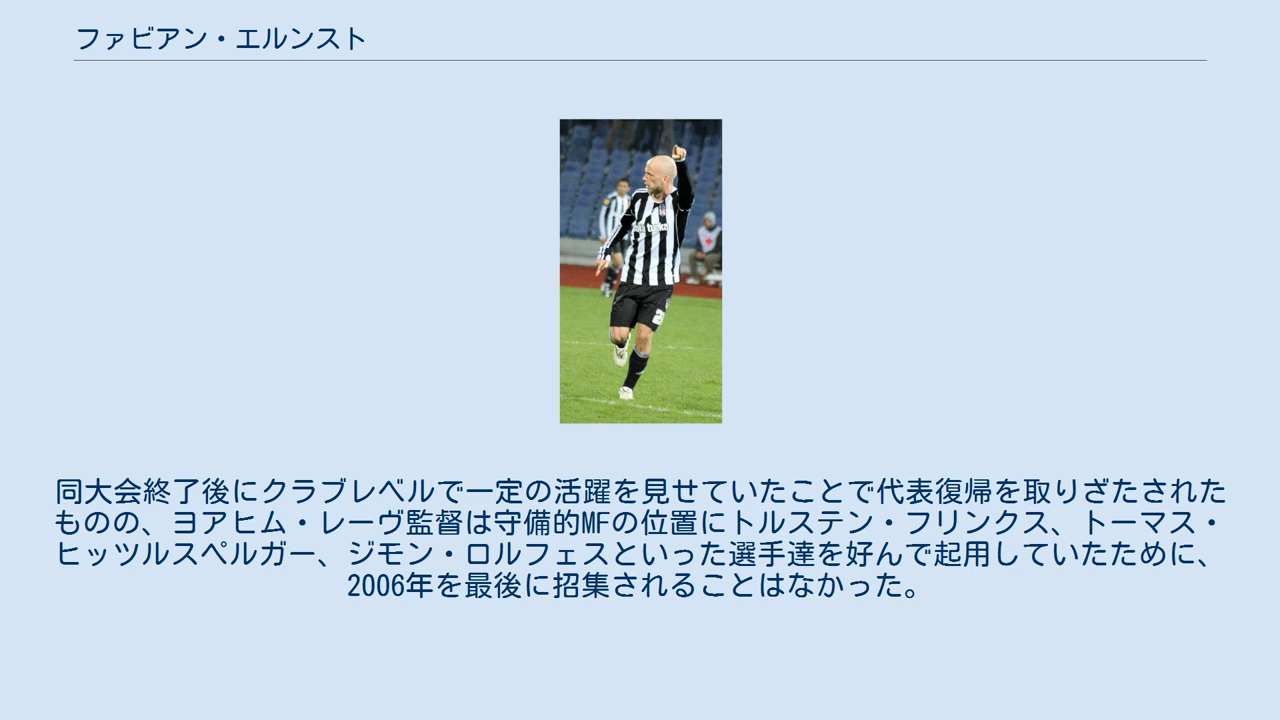 ファビアン・エルンスト
同大会終了後にクラブレベルで一定の活躍を見せていたことで代表復帰を取りざたされた
ものの、ヨアヒム・レーヴ監督は守備的MFの位置にトルステン・フリンクス、トーマス・
ヒッツルスペルガー、ジモン・ロルフェスといった選手達を好んで起用していたために、
2006年を最後に招集されることはなかった。